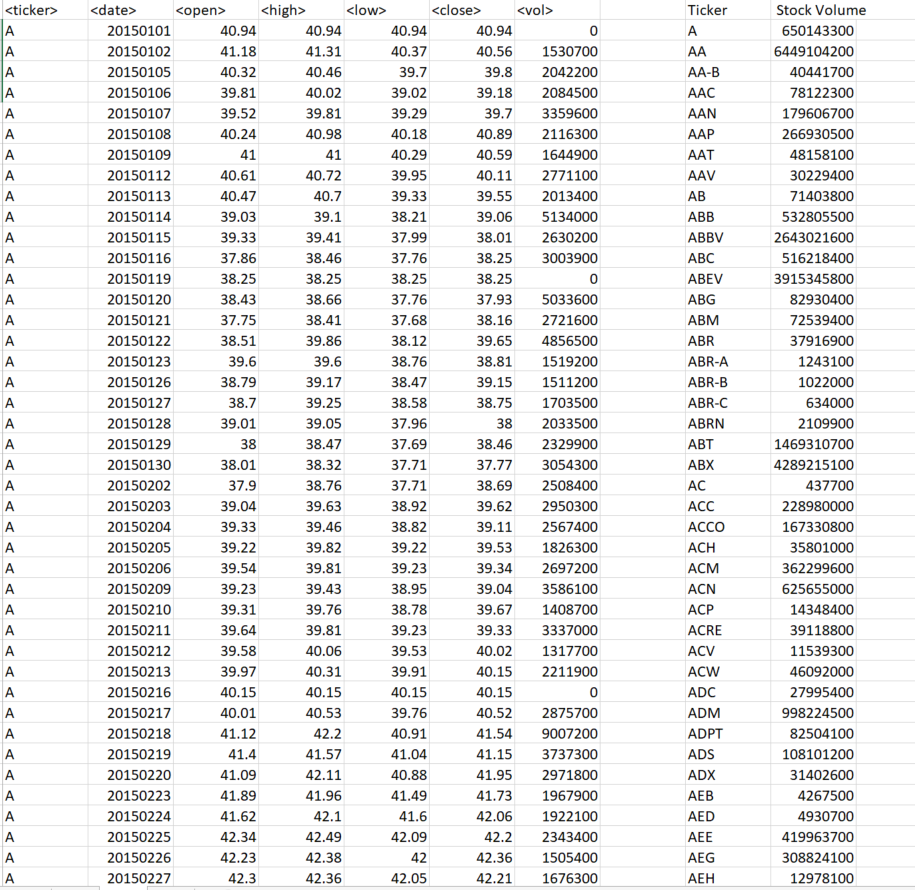 <ticker> <date> <open> <high> <low> <close> <vol> Ticker Stock Volume
A 20150101 40.94 40.94 40.94 40.94 0 A 650143300
A 20150102 41.18 41.31 40.37 40.56 1530700 AA 6449104200
A 20150105 40.32 40.46 39.7 39.8 2042200 AA-B 40441700
A 20150106 39.81 40.02 39.02 39.18 2084500 AAC 78122300
A 20150107 39.52 39.81 39.29 39.7 3359600 AAN 179606700
A 20150108 40.24 40.98 40.18 40.89 2116300 AAP 266930500
A 20150109 41 41 40.29 40.59 1644900 AAT 48158100
A 20150112 40.61 40.72 39.95 40.11 2771100 AAV 30229400
A 20150113 40.47 40.7 39.33 39.55 2013400 AB 71403800
A 20150114 39.03 39.1 38.21 39.06 5134000 ABB 532805500
A 20150115 39.33 39.41 37.99 38.01 2630200 ABBV 2643021600
A 20150116 37.86 38.46 37.76 38.25 3003900 ABC 516218400
A 20150119 38.25 38.25 38.25 38.25 0 ABEV 3915345800
A 20150120 38.43 38.66 37.76 37.93 5033600 ABG 82930400
A 20150121 37.75 38.41 37.68 38.16 2721600 ABM 72539400
A 20150122 38.51 39.86 38.12 39.65 4856500 ABR 37916900
A 20150123 39.6 39.6 38.76 38.81 1519200 ABR-A 1243100
A 20150126 38.79 39.17 38.47 39.15 1511200 ABR-B 1022000
A 20150127 38.7 39.25 38.58 38.75 1703500 ABR-C 634000
A 20150128 39.01 39.05 37.96 38 2033500 ABRN 2109900
A 20150129 38 38.47 37.69 38.46 2329900 ABT 1469310700
A 20150130 38.01 38.32 37.71 37.77 3054300 ABX 4289215100
A 20150202 37.9 38.76 37.71 38.69 2508400 AC 437700
A 20150203 39.04 39.63 38.92 39.62 2950300 ACC 228980000
A 20150204 39.33 39.46 38.82 39.11 2567400 ACCO 167330800
A 20150205 39.22 39.82 39.22 39.53 1826300 ACH 35801000
A 20150206 39.54 39.81 39.23 39.34 2697200 ACM 362299600
A 20150209 39.23 39.43 38.95 39.04 3586100 ACN 625655000
A 20150210 39.31 39.76 38.78 39.67 1408700 ACP 14348400
A 20150211 39.64 39.81 39.23 39.33 3337000 ACRE 39118800
A 20150212 39.58 40.06 39.53 40.02 1317700 ACV 11539300
A 20150213 39.97 40.31 39.91 40.15 2211900 ACW 46092000
A 20150216 40.15 40.15 40.15 40.15 0 ADC 27995400
A 20150217 40.01 40.53 39.76 40.52 2875700 ADM 998224500
A 20150218 41.12 42.2 40.91 41.54 9007200 ADPT 82504100
A 20150219 41.4 41.57 41.04 41.15 3737300 ADS 108101200
A 20150220 41.09 42.11 40.88 41.95 2971800 ADX 31402600
A 20150223 41.89 41.96 41.49 41.73 1967900 AEB 4267500
A 20150224 41.62 42.1 41.6 42.06 1922100 AED 4930700
A 20150225 42.34 42.49 42.09 42.2 2343400 AEE 419963700
A 20150226 42.23 42.38 42 42.36 1505400 AEG 308824100
A 20150227 42.3 42.36 42.05 42.21 1676300 AEH 12978100